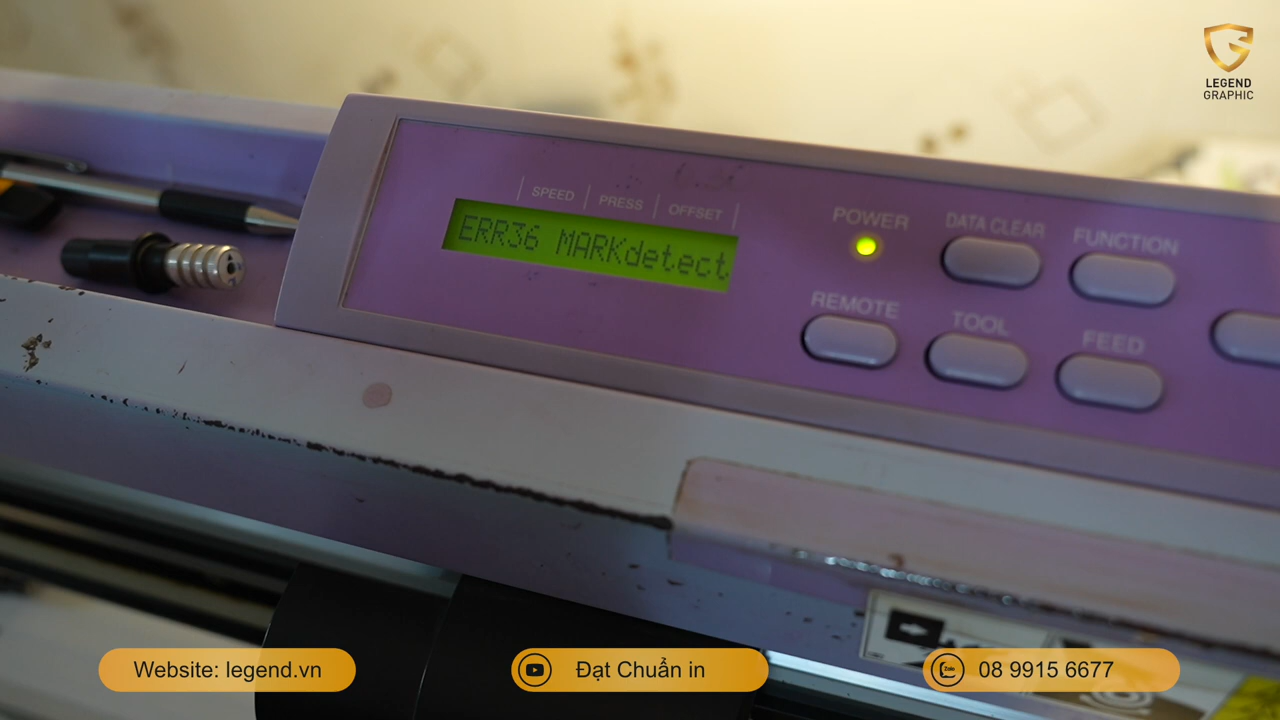 LEGEND
GRAPHIC
SPEED
PRESS
OFFSET
ERR36 MARKdetect
POWER
DATA CLEAR
FUNCTION
REMOTE
TOOL
FEED
Website: legend.vn
Đạt Chuẩn in
Zalo
08 9915 6677